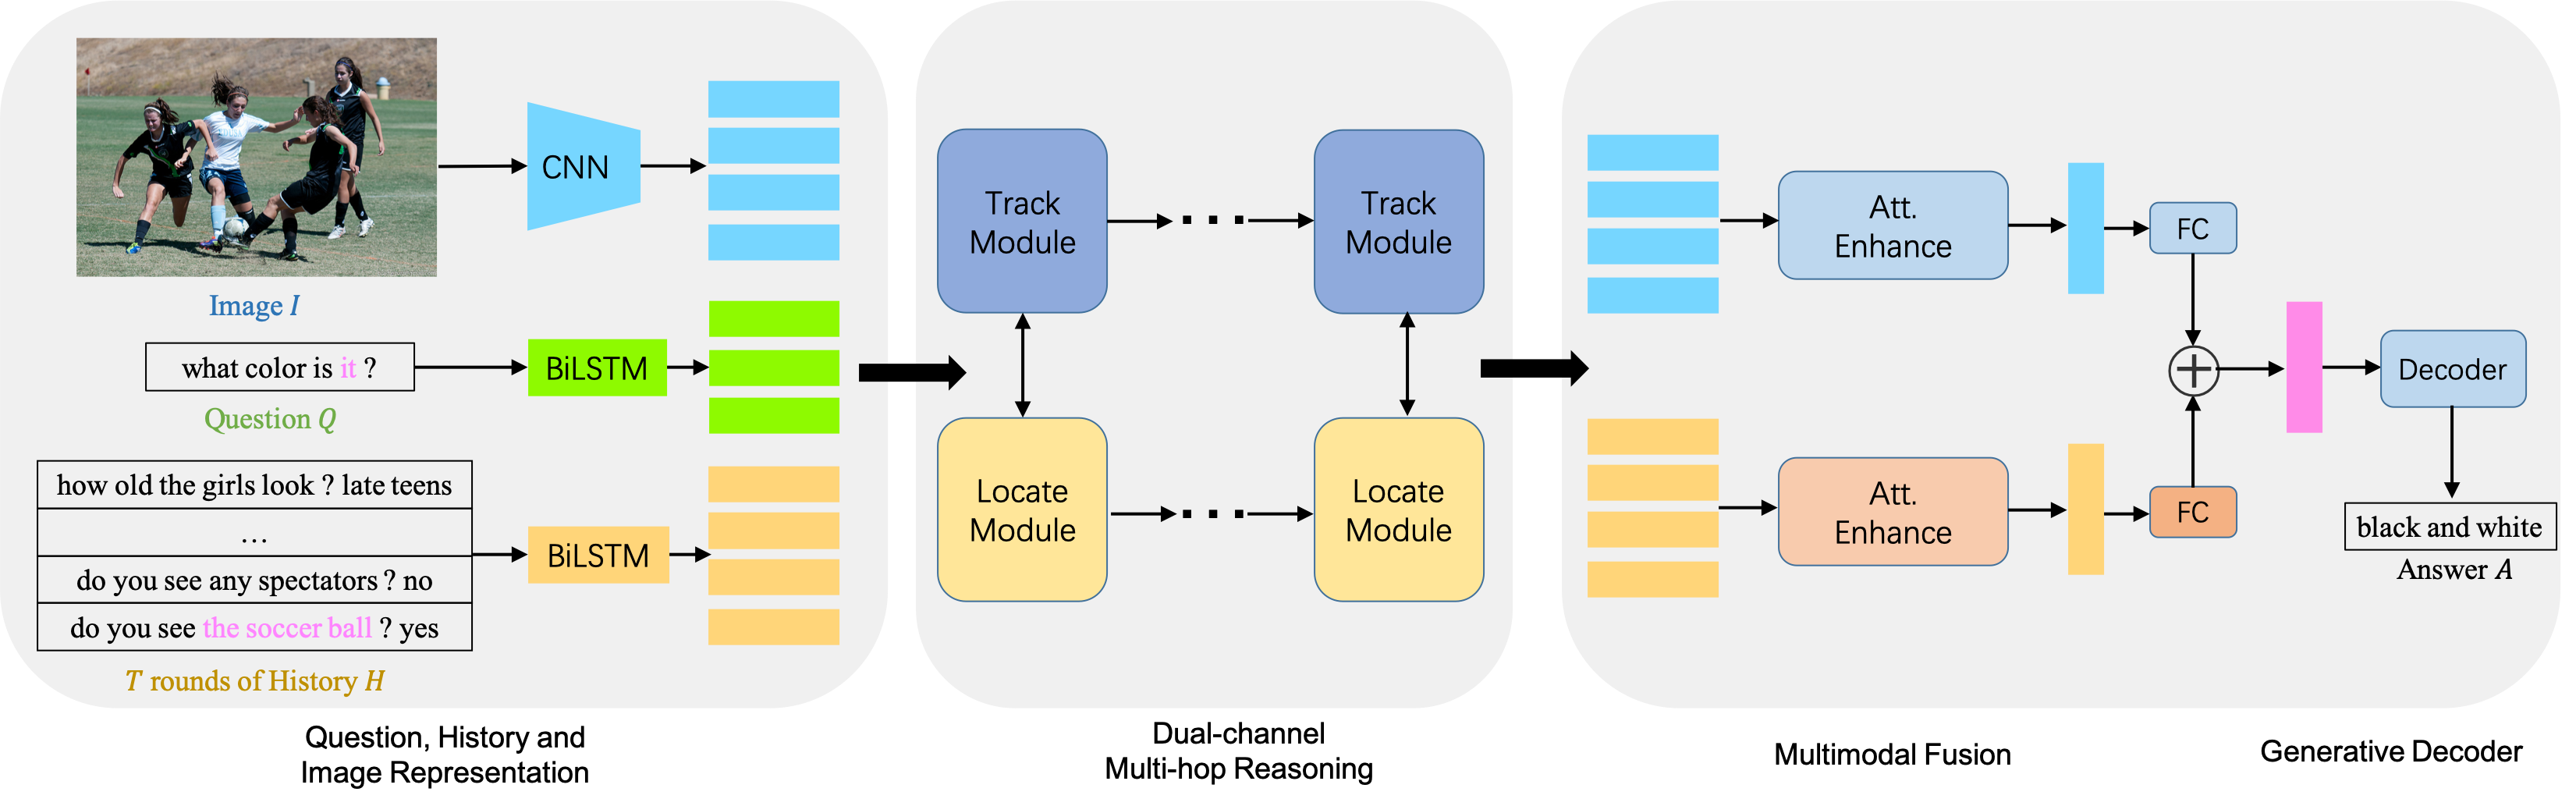 CNN
Image I
what color is it ?
BiLSTM
Question Q
how old the girls look ? late teens
...
do you see any spectators ? no
do you see the soccer ball ? yes
BiLSTM
T rounds of History H
Question, History and
Image Representation
Track
Module
...
Track
Module
Locate
Module
...
Locate
Module
Dual-channel
Multi-hop Reasoning
Att.
Enhance
FC
Att.
Enhance
FC
+
Decoder
black and white
Answer A
Multimodal Fusion
Generative Decoder